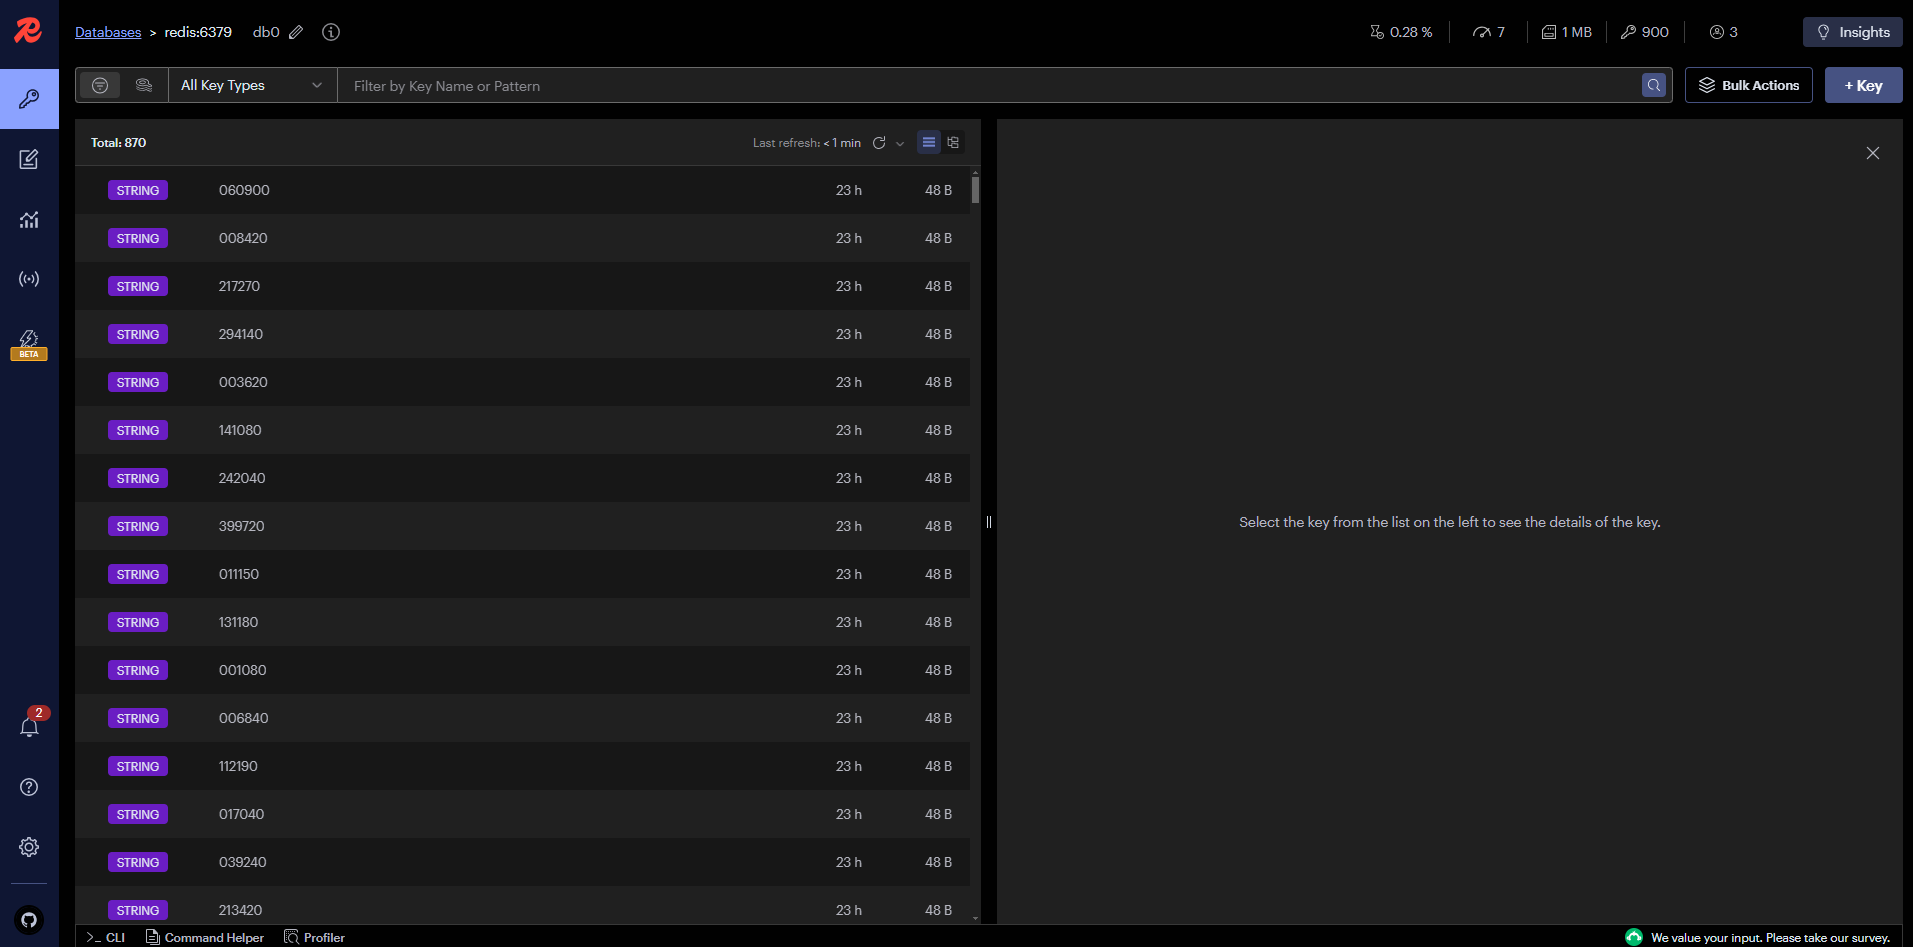 Databases > redis:6379 db0 0.28 % 7 1 MB 900 3 Insights
All Key Types Filter by Key Name or Pattern Bulk Actions + Key
Total: 870 Last refresh: < 1 min
STRING 060900 23 h 48 B
STRING 008420 23 h 48 B
STRING 217270 23 h 48 B
STRING 294140 23 h 48 B
BETA
STRING 003620 23 h 48 B
STRING 141080 23 h 48 B
STRING 242040 23 h 48 B
STRING 399720 23 h 48 B
Select the key from the list on the left to see the details of the key.
STRING 011150 23 h 48 B
STRING 131180 23 h 48 B
STRING 001080 23 h 48 B
STRING 006840 23 h 48 B
2
STRING 112190 23 h 48 B
STRING 017040 23 h 48 B
STRING 039240 23 h 48 B
STRING 213420 23 h 48 B
>_ CLI Command Helper Profiler We value your input. Please take our survey.